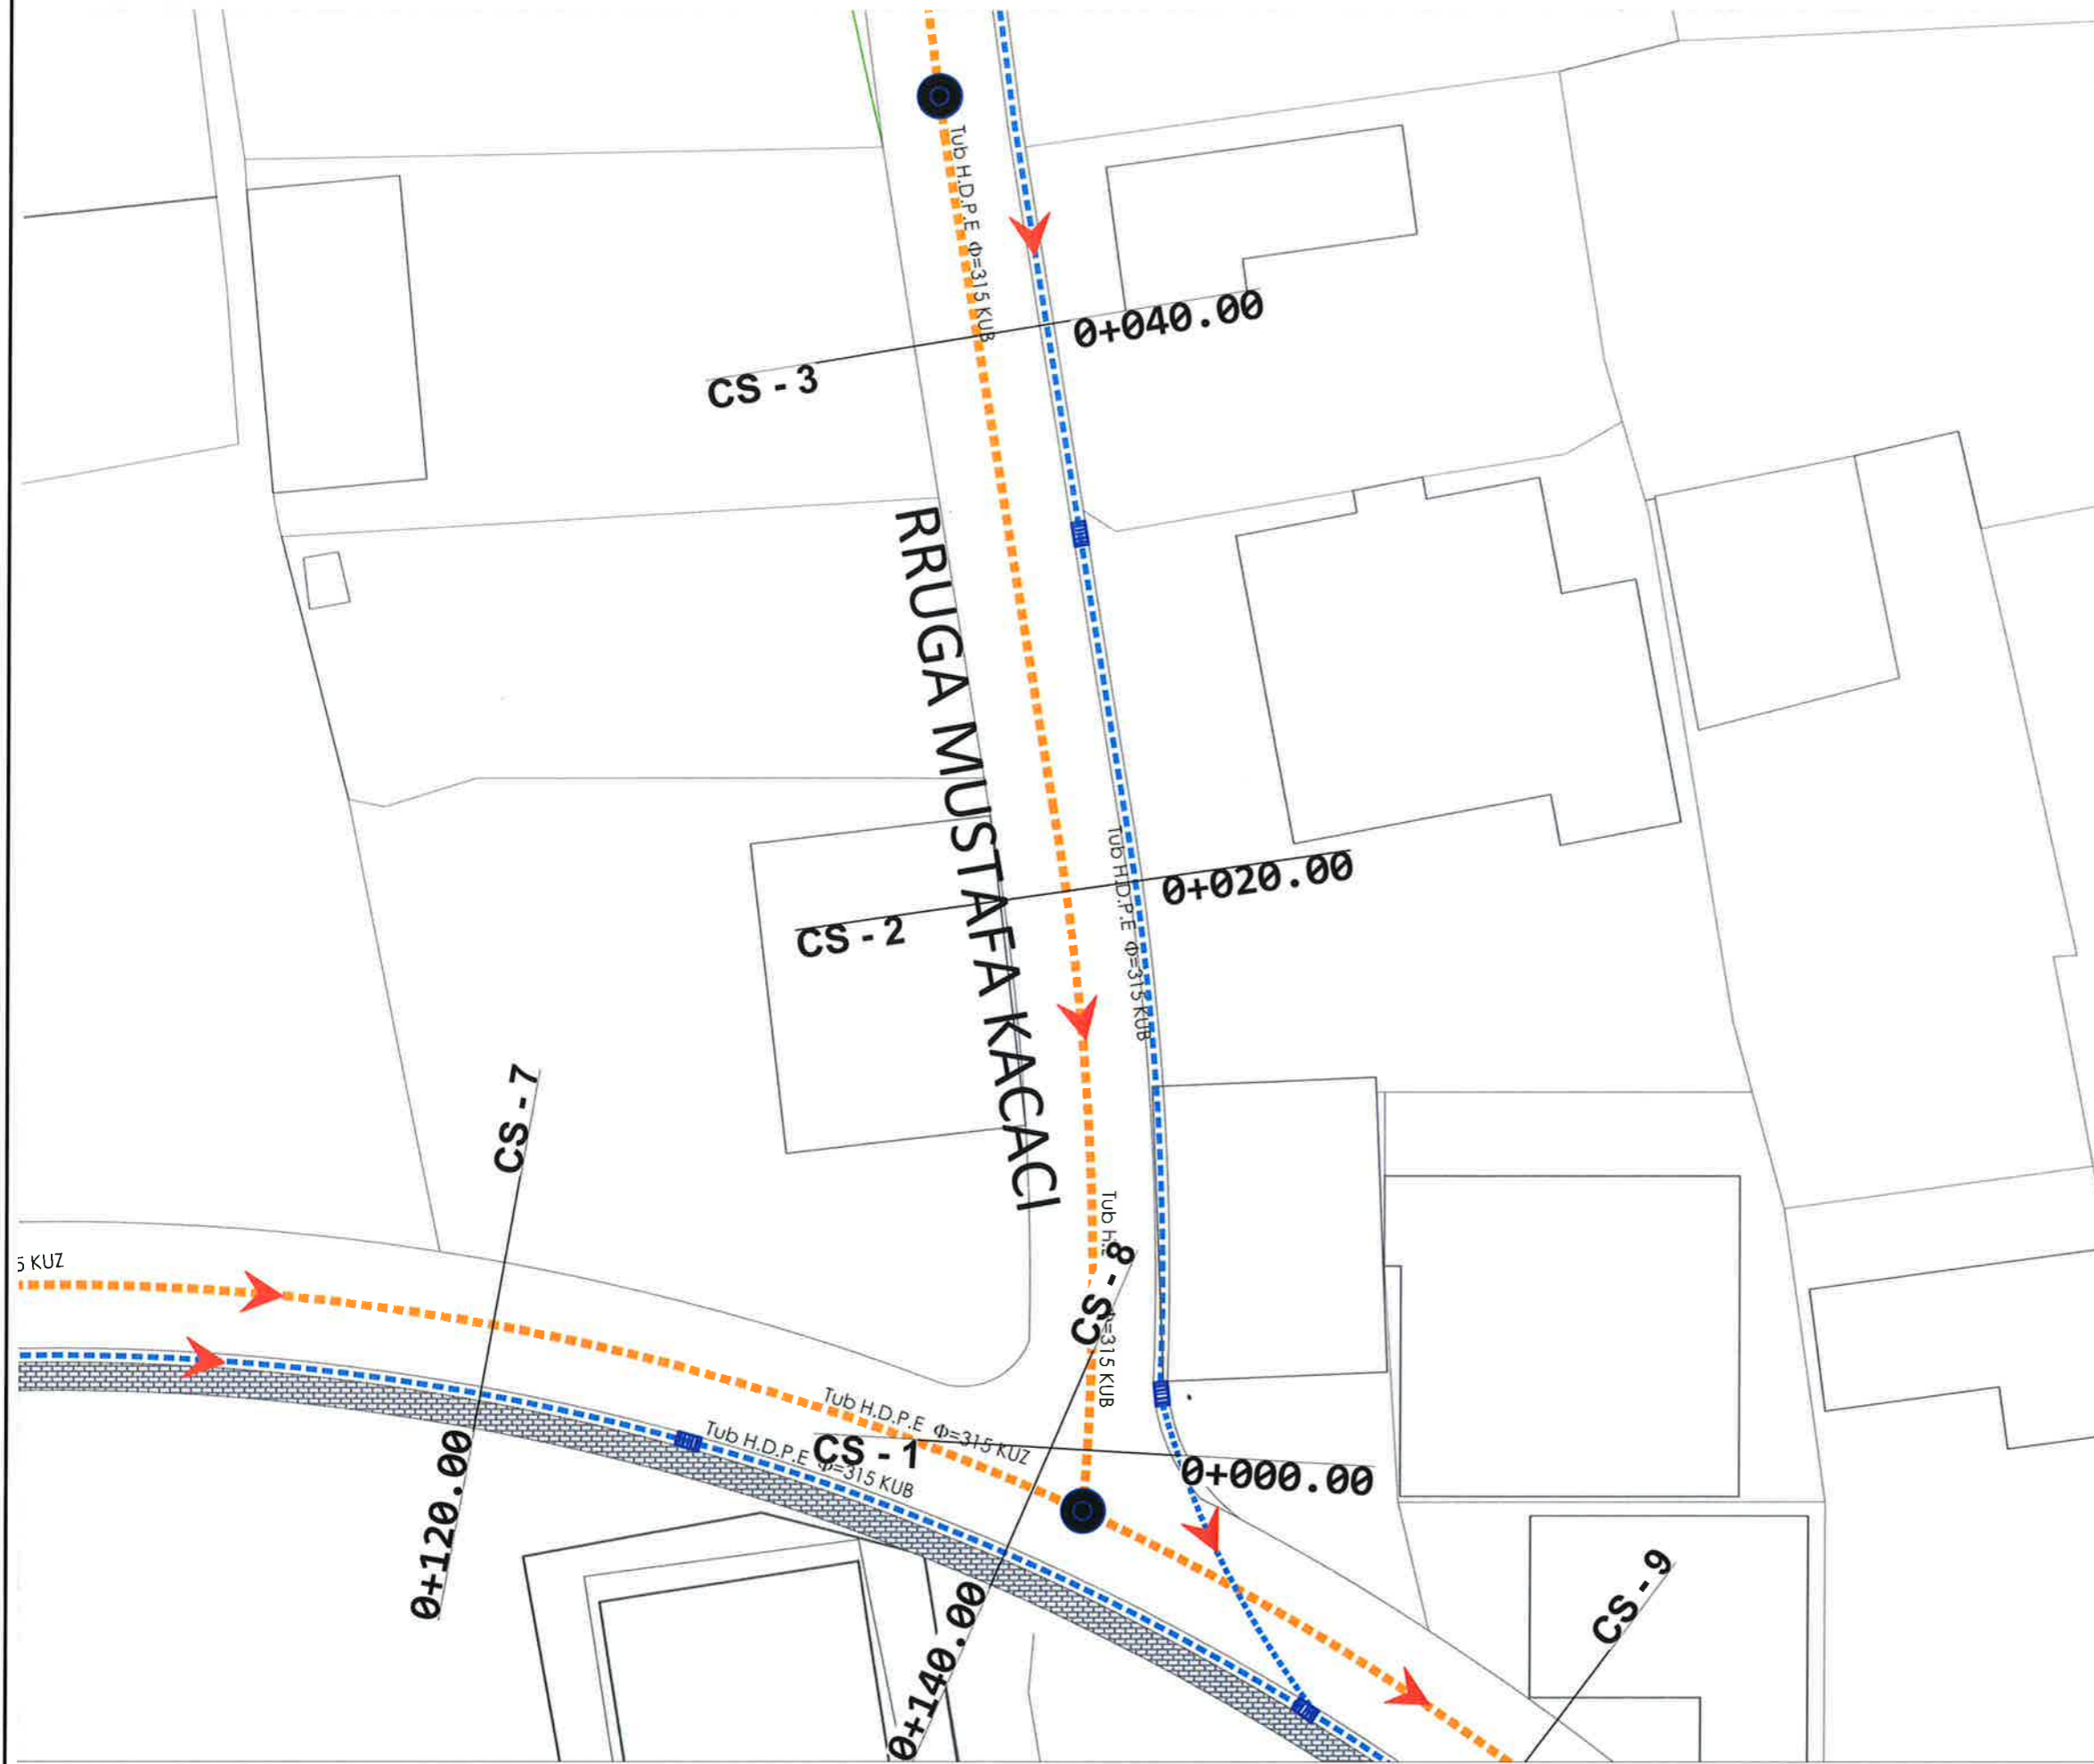 Tub H.D.P.E Φ=315 KUB
0+040.00
CS - 3
RRUGA MUSTAFA KACACI
Tub H.D.P.E Φ=315 KUB
0+020.00
CS - 2
CS - 7
Tub H.
CS - 8
=315 KUB
5 KUZ
Tub H.D.P.E Φ=315 KUZ
Tub H.D.P.E Φ=315 KUB
CS - 1
0+000.00
0+120.00
0+140.00
CS - 9